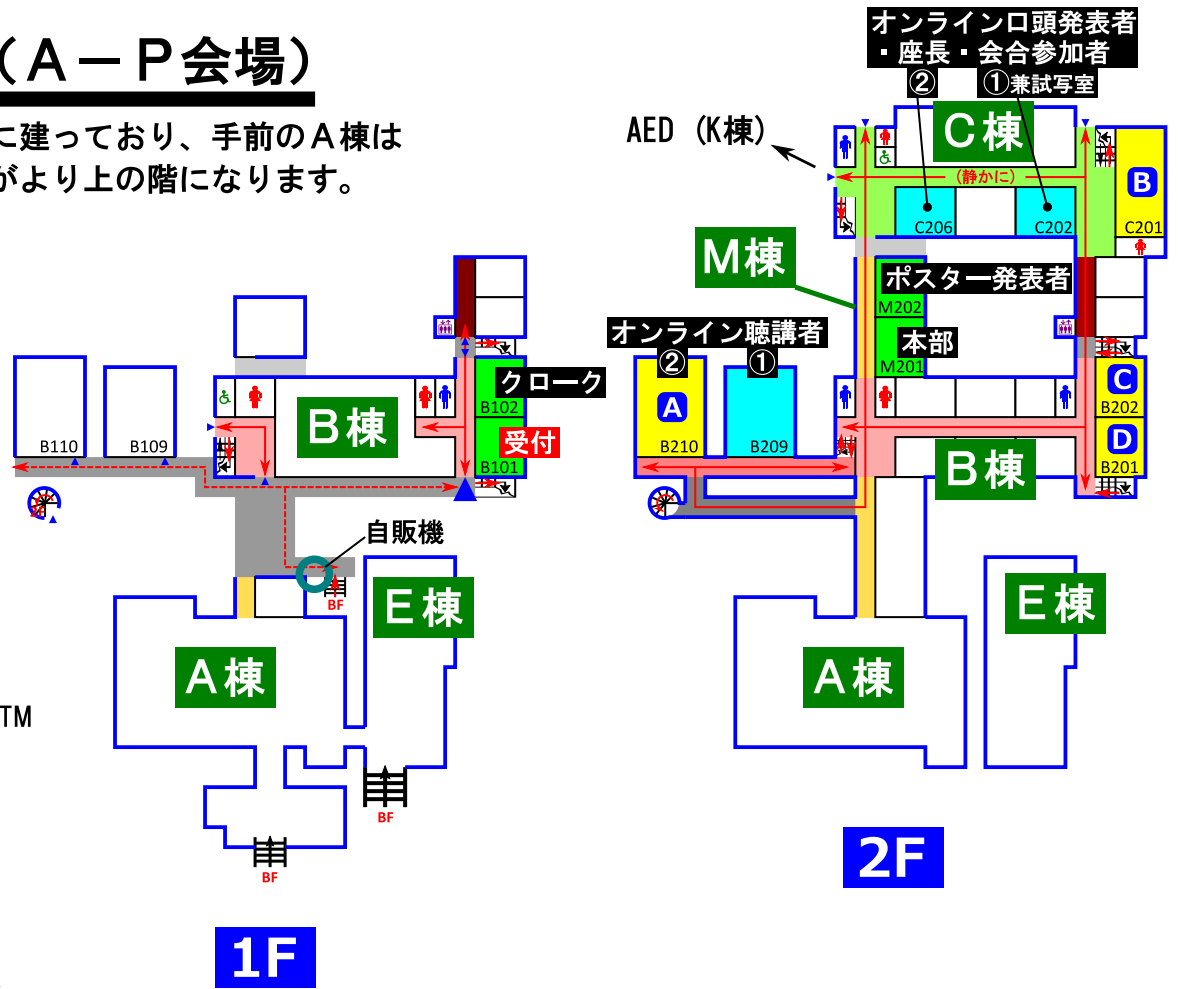 （Ａ－Ｐ会場）
に建っており、手前のＡ棟は
がより上の階になります。
オンライン口頭発表者
・座長・会合参加者
② ①兼試写室
AED (K棟)
C棟
(静かに)
B
C206
C202
C201
M棟
ポスター発表者
M202
本部
M201
オンライン聴講者
② ①
A
B210
B209
C
B202
D
B201
B棟
E棟
A棟
2F
クローク
B102
受付
B101
B棟
B110
B109
自販機
BF
E棟
A棟
TM
BF
BF
1F